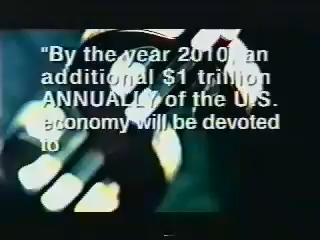 "By the year 2010, an
additional $1 trillion
ANNUALLY of the U.S.
economy will be devoted
to